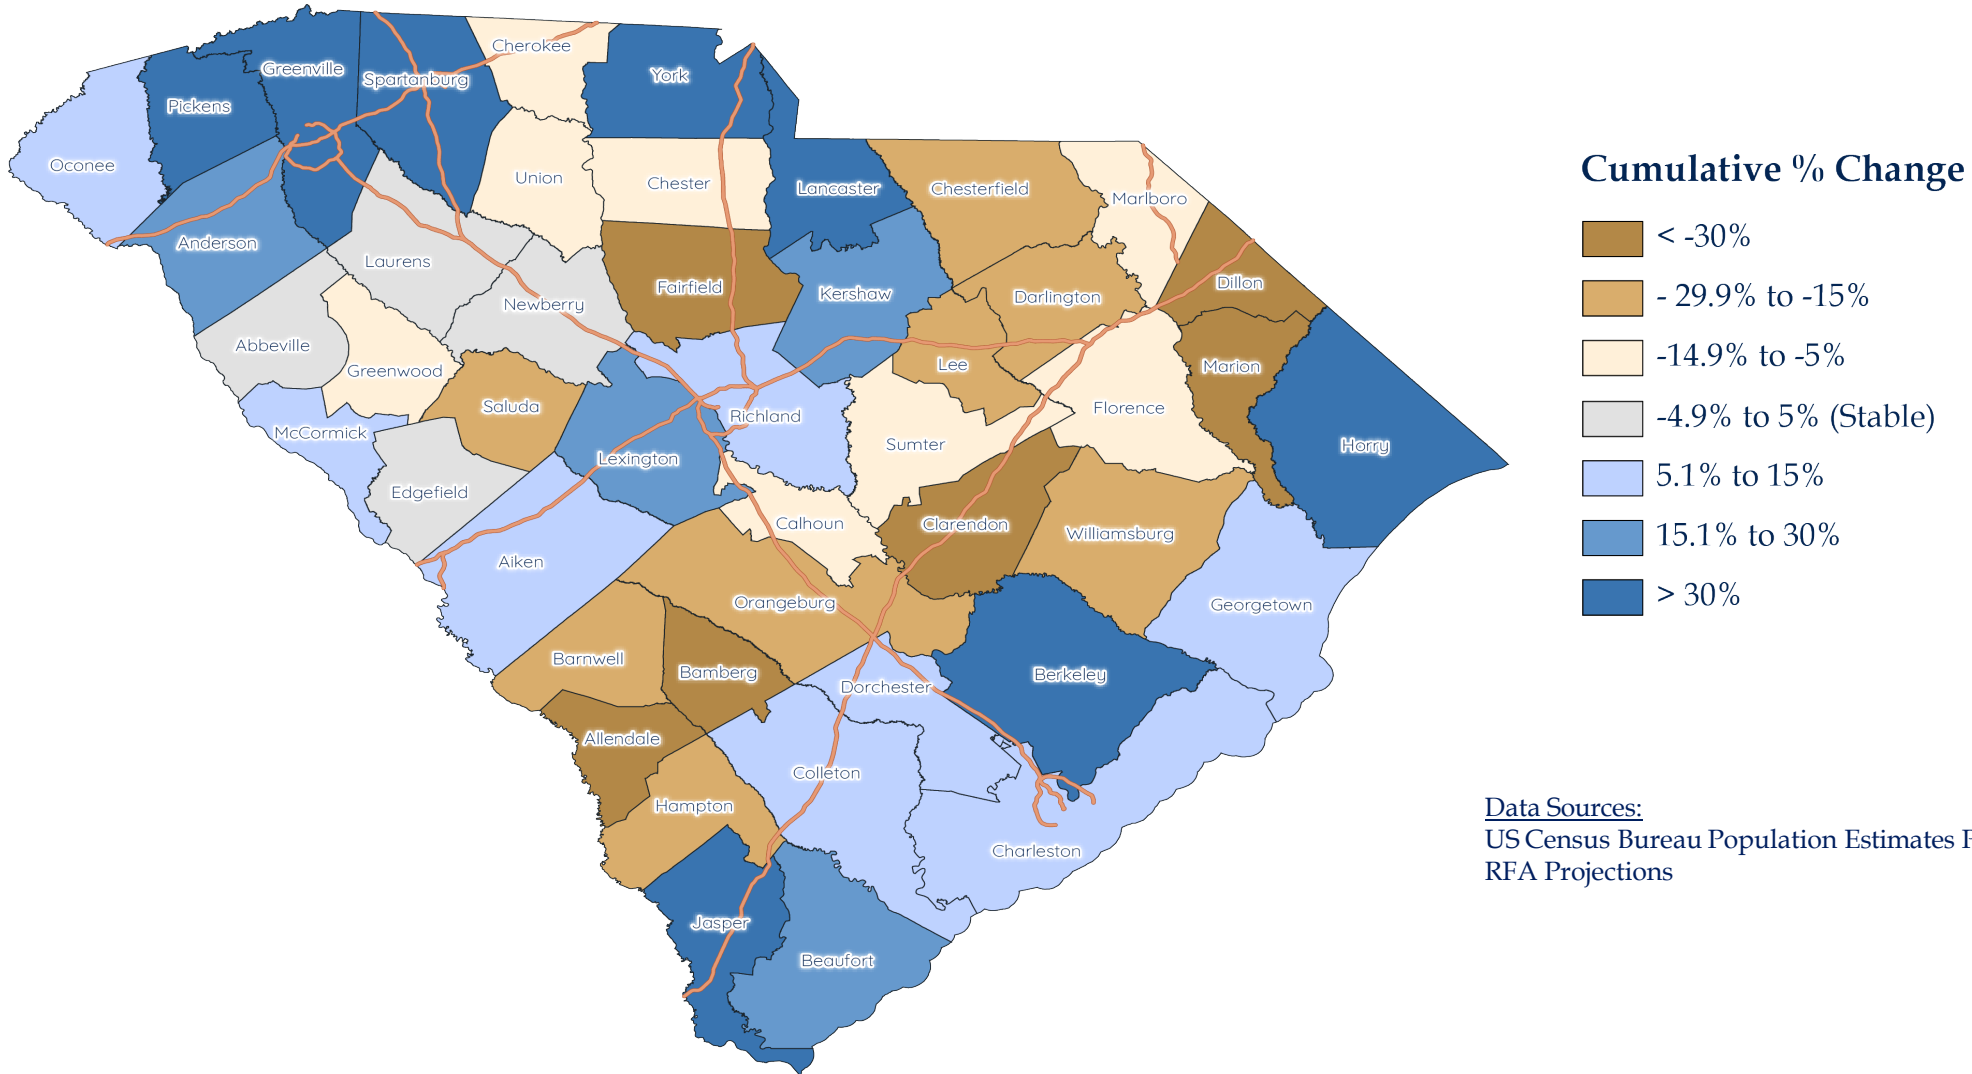 Cherokee
Greenville
York
Spartanburg
Pickens
Oconee
Union
Chester
Lancaster
Chesterfield
Marlboro
Anderson
Laurens
Fairfield
Kershaw
Darlington
Dillon
Newberry
Abbeville
Greenwood
Lee
Marion
Saluda
Richland
Florence
McCormick
Sumter
Horry
Lexington
Edgefield
Calhoun
Clarendon
Williamsburg
Aiken
Orangeburg
Georgetown
Barnwell
Bamberg
Berkeley
Dorchester
Allendale
Colleton
Hampton
Charleston
Jasper
Beaufort
Cumulative % Change
< -30%
- 29.9% to -15%
-14.9% to -5%
-4.9% to 5% (Stable)
5.1% to 15%
15.1% to 30%
> 30%
Data Sources:
US Census Bureau Population Estimates
RFA Projections